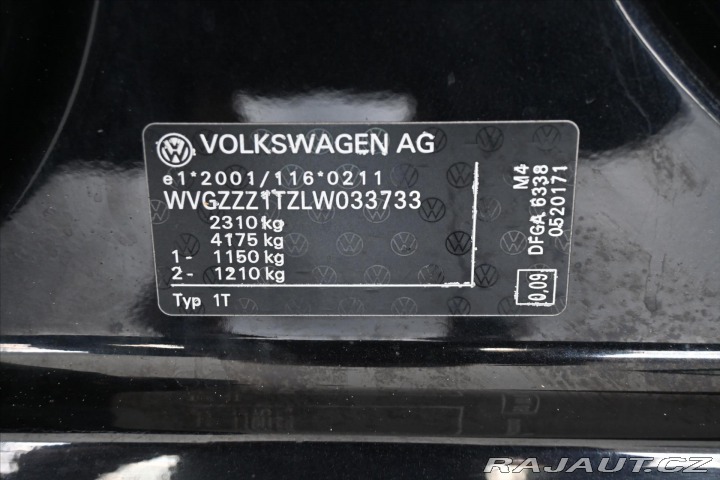 VOLKSWAGEN AG
e1*2001/116*0211
WVGZZZ1TZLW033733
2310 kg
4175 kg
1- 1150 kg
2- 1210 kg
Typ 1T
M4
DFGA 6338
0520171
0,09
RAJAUT.CZ